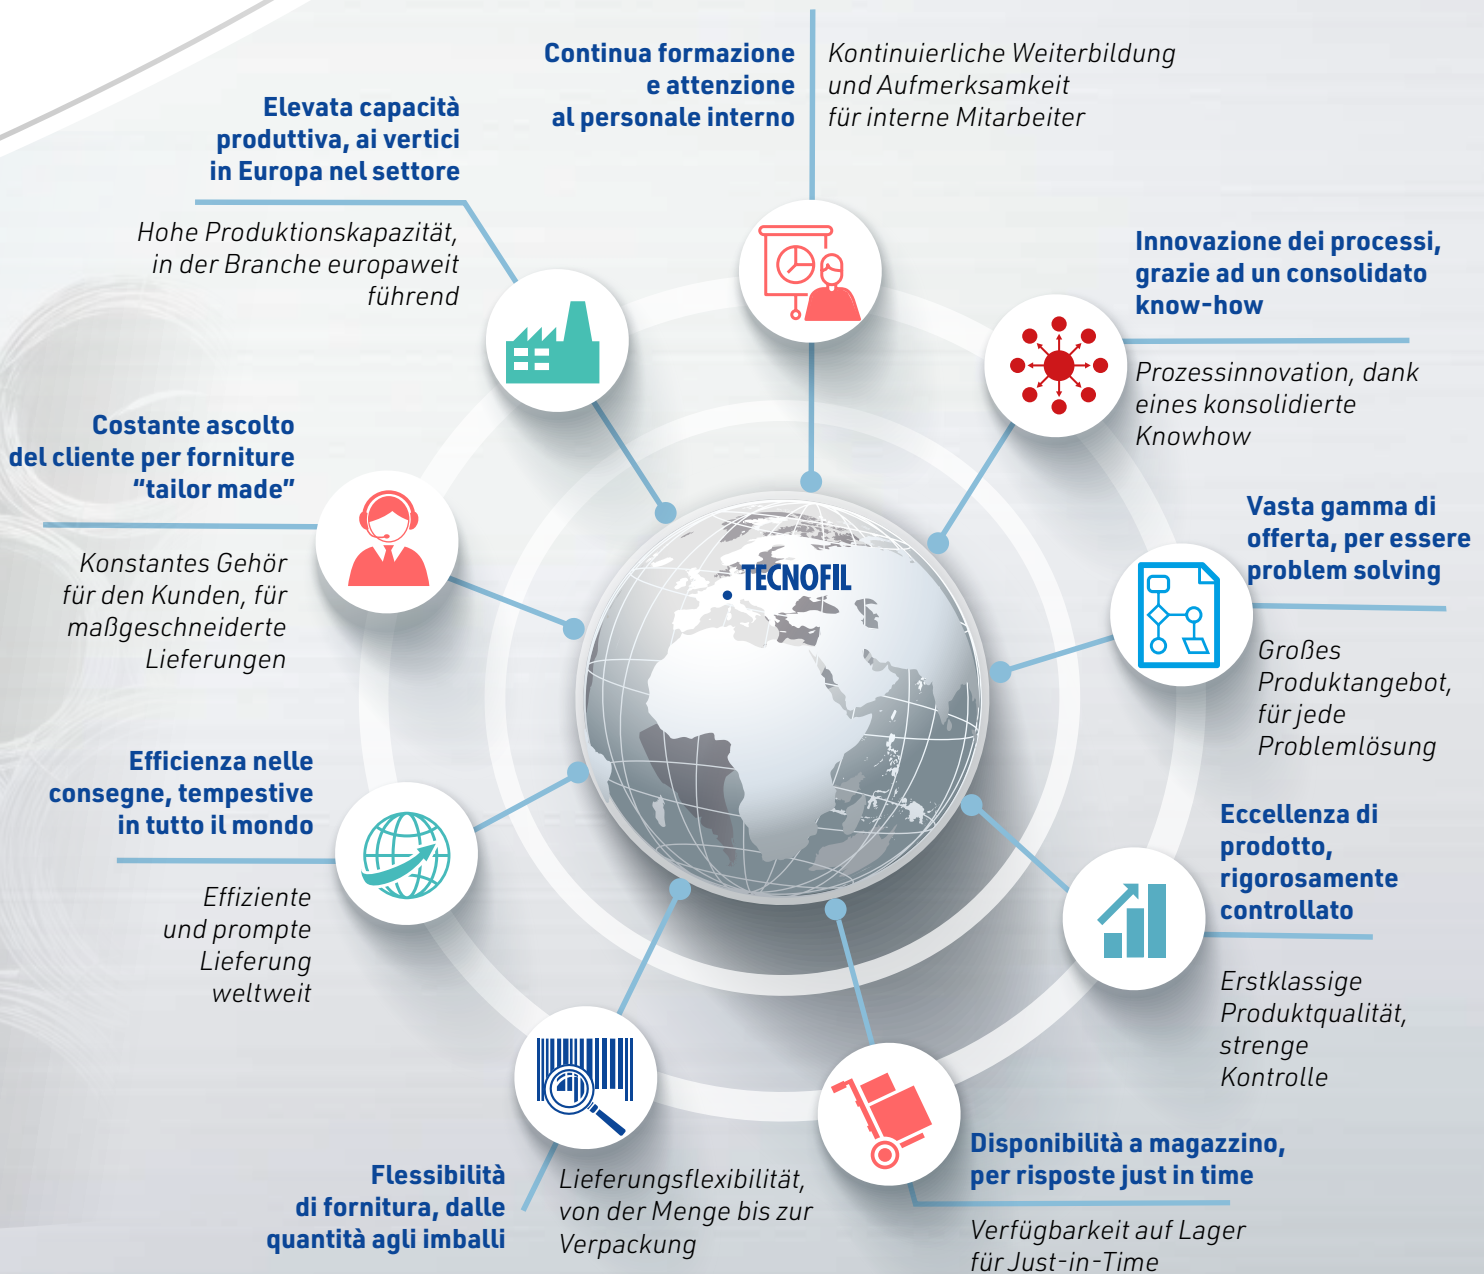 Continua formazione
e attenzione
al personale interno
Kontinuierliche Weiterbildung
und Aufmerksamkeit
für interne Mitarbeiter
Elevata capacità
produttiva, ai vertici
in Europa nel settore
Hohe Produktionskapazität,
in der Branche europaweit
führend
Innovazione dei processi,
grazie ad un consolidato
know-how
Prozessinnovation, dank
eines konsolidierte
Knowhow
Costante ascolto
del cliente per forniture
“tailor made”
Konstantes Gehör
für den Kunden, für
maßgeschneiderte
Lieferungen
Vasta gamma di
offerta, per essere
problem solving
Großes
Produktangebot,
für jede
Problemlösung
TECNOFIL
Efficienza nelle
consegne, tempestive
in tutto il mondo
Effiziente
und prompte
Lieferung
weltweit
Eccellenza di
prodotto,
rigorosamente
controllato
Erstklassige
Produktqualität,
strenge
Kontrolle
Flessibilità
di fornitura, dalle
quantità agli imballi
Lieferungsflexibilität,
von der Menge bis zur
Verpackung
Disponibilità a magazzino,
per risposte just in time
Verfügbarkeit auf Lager
für Just-in-Time